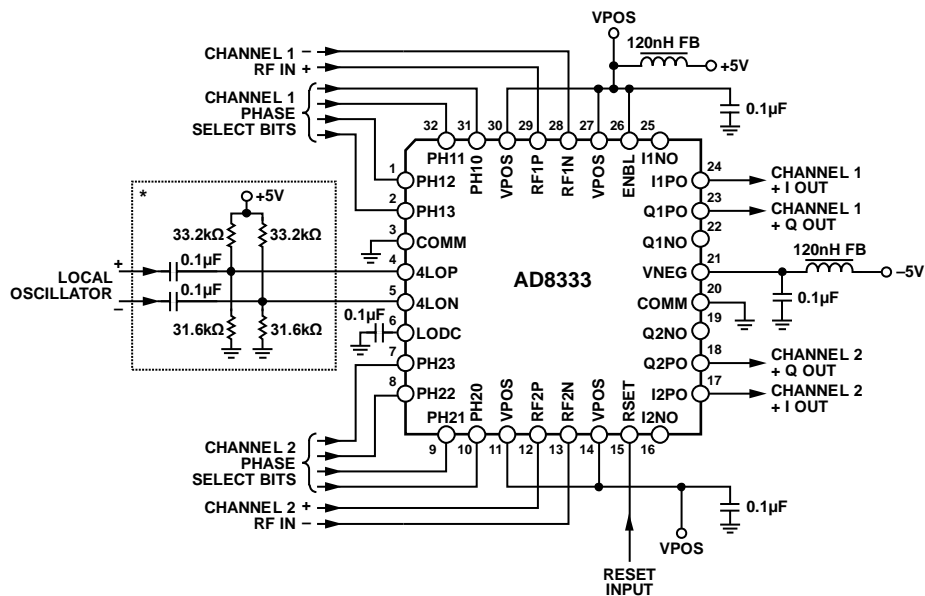 VPOS
120nH FB
+5V
CHANNEL 1 –
RF IN +
0.1µF
CHANNEL 1
PHASE
SELECT BITS
32 31 30 29 28 27 26 25
PH11 PH10 VPOS RF1P RF1N VPOS ENBL I1NO
1 PH12
2 PH13
3 COMM
4 4LOP
5 4LON
6 LODC
7 PH23
8 PH22
24 I1PO
23 Q1PO
22 Q1NO
21 VNEG
20 COMM
19 Q2NO
18 Q2PO
17 I2PO
AD8333
CHANNEL 1
+ I OUT
CHANNEL 1
+ Q OUT
120nH FB
–5V
0.1µF
CHANNEL 2
+ Q OUT
CHANNEL 2
+ I OUT
*
+5V
33.2kΩ 33.2kΩ
+
0.1µF
LOCAL
OSCILLATOR
0.1µF
–
31.6kΩ 31.6kΩ
0.1µF
PH21 PH20 VPOS RF2P RF2N VPOS RSET I2NO
9 10 11 12 13 14 15 16
CHANNEL 2
PHASE
SELECT BITS
CHANNEL 2 +
RF IN –
0.1µF
VPOS
RESET
INPUT